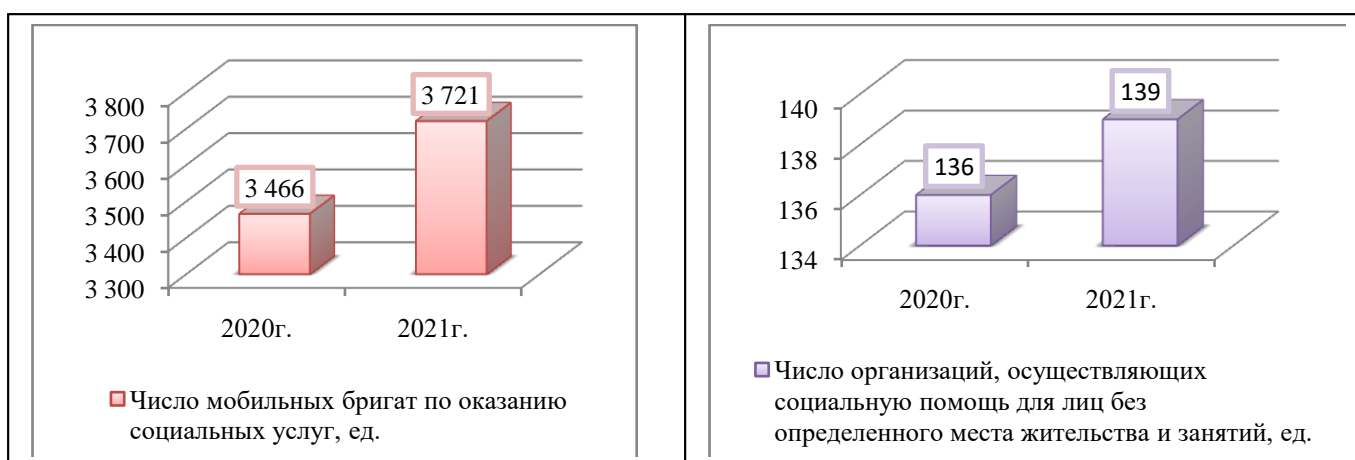 3 800
3 700
3 600
3 500
3 400
3 300
3 466
3 721
2020г.
2021г.
Число мобильных бригат по оказанию
социальных услуг, ед.
140
138
136
134
136
139
2020г.
2021г.
Число организаций, осуществляющих
социальную помощь для лиц без
определенного места жительства и занятий, ед.